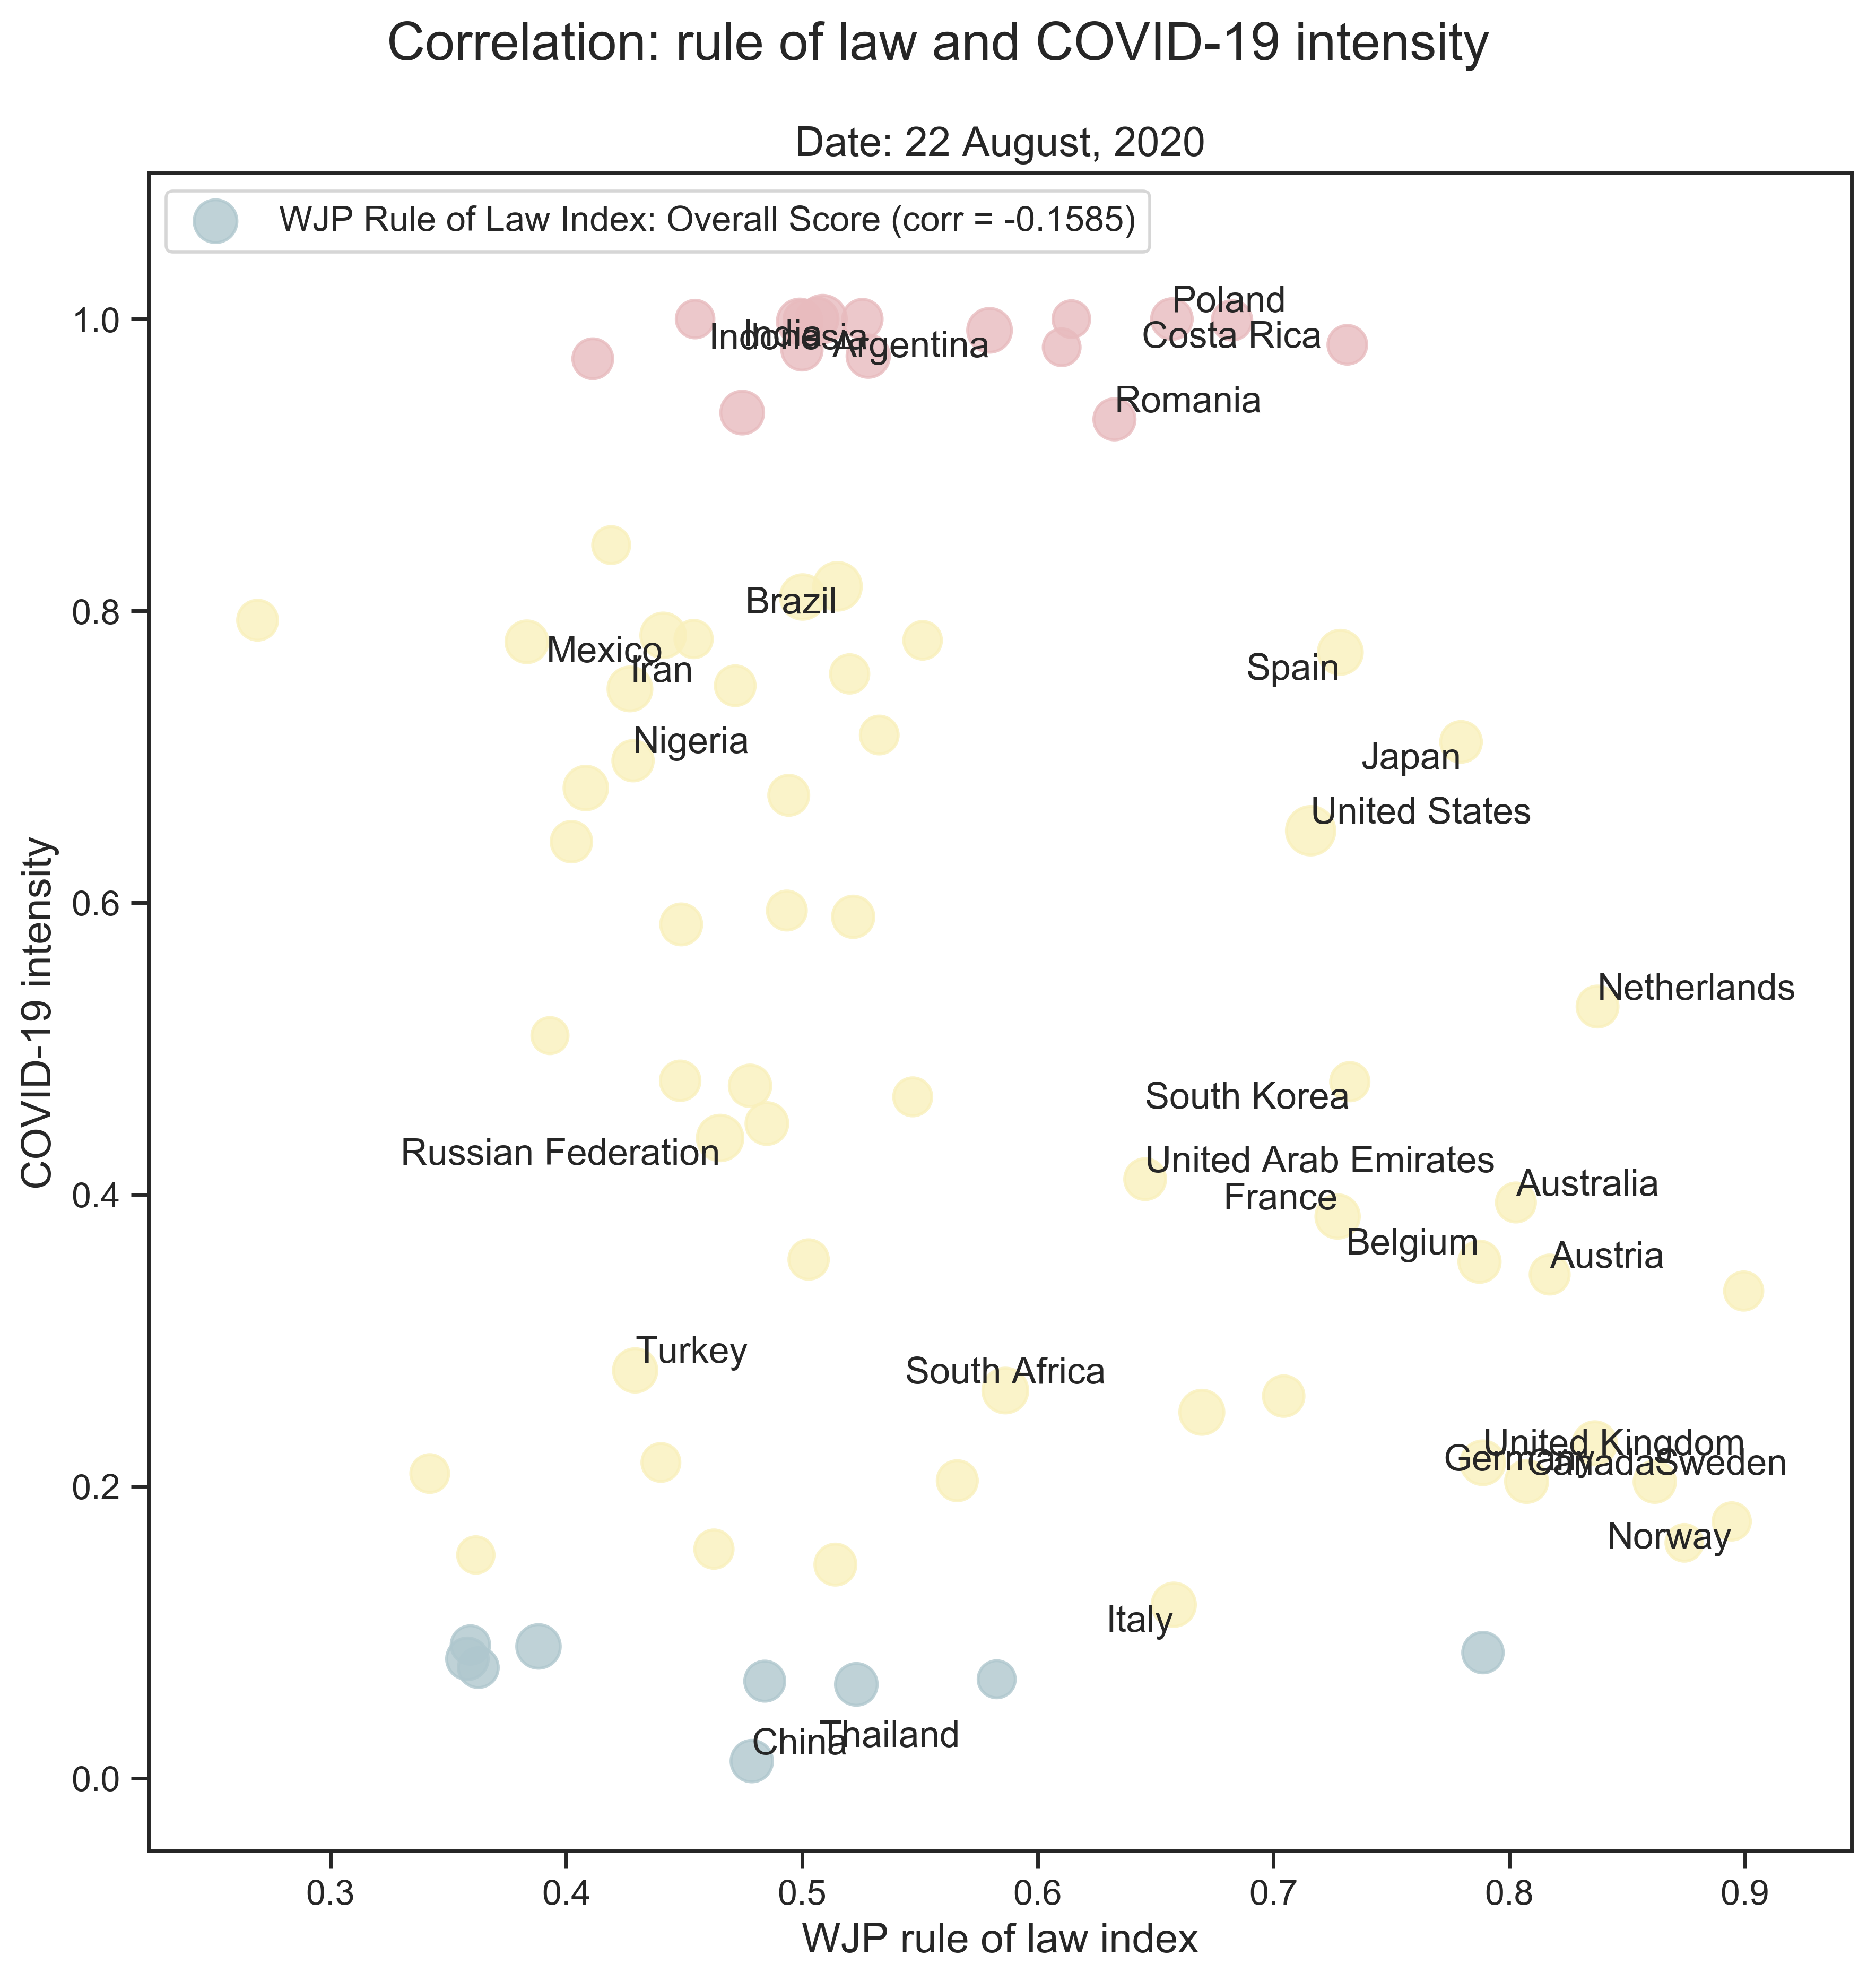 Correlation: rule of law and COVID-19 intensity
Date: 22 August, 2020
WJP Rule of Law Index: Overall Score (corr = -0.1585)
Poland
India
Indonesia
Costa Rica
Argentina
Romania
Brazil
Mexico
Iran
Spain
Nigeria
Japan
United States
Netherlands
South Korea
Russian Federation
United Arab Emirates
Australia
France
Belgium
Austria
Turkey
South Africa
United Kingdom
Germany
Canada
Sweden
Norway
Italy
Thailand
China
1.0
0.8
0.6
0.4
0.2
0.0
COVID-19 intensity
0.3
0.4
0.5
0.6
0.7
0.8
0.9
WJP rule of law index